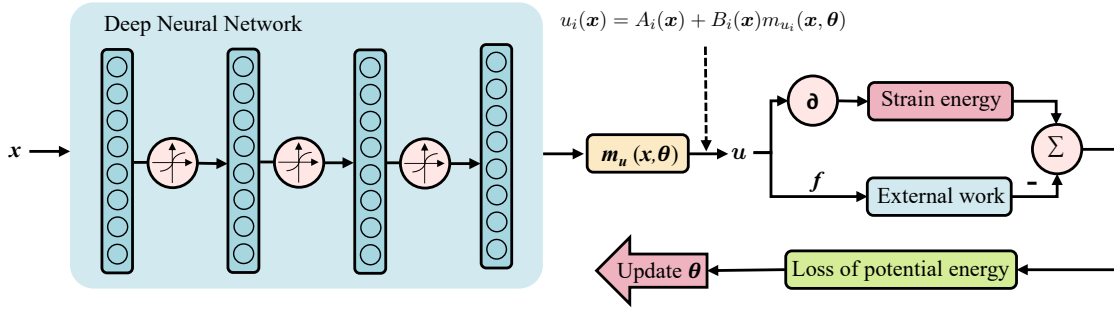 Deep Neural Network
u_i(x) = A_i(x) + B_i(x)m_{u_i}(x, θ)
x
m_u (x,θ)
u
∂
Strain energy
Σ
f
External work
-
Update θ
Loss of potential energy